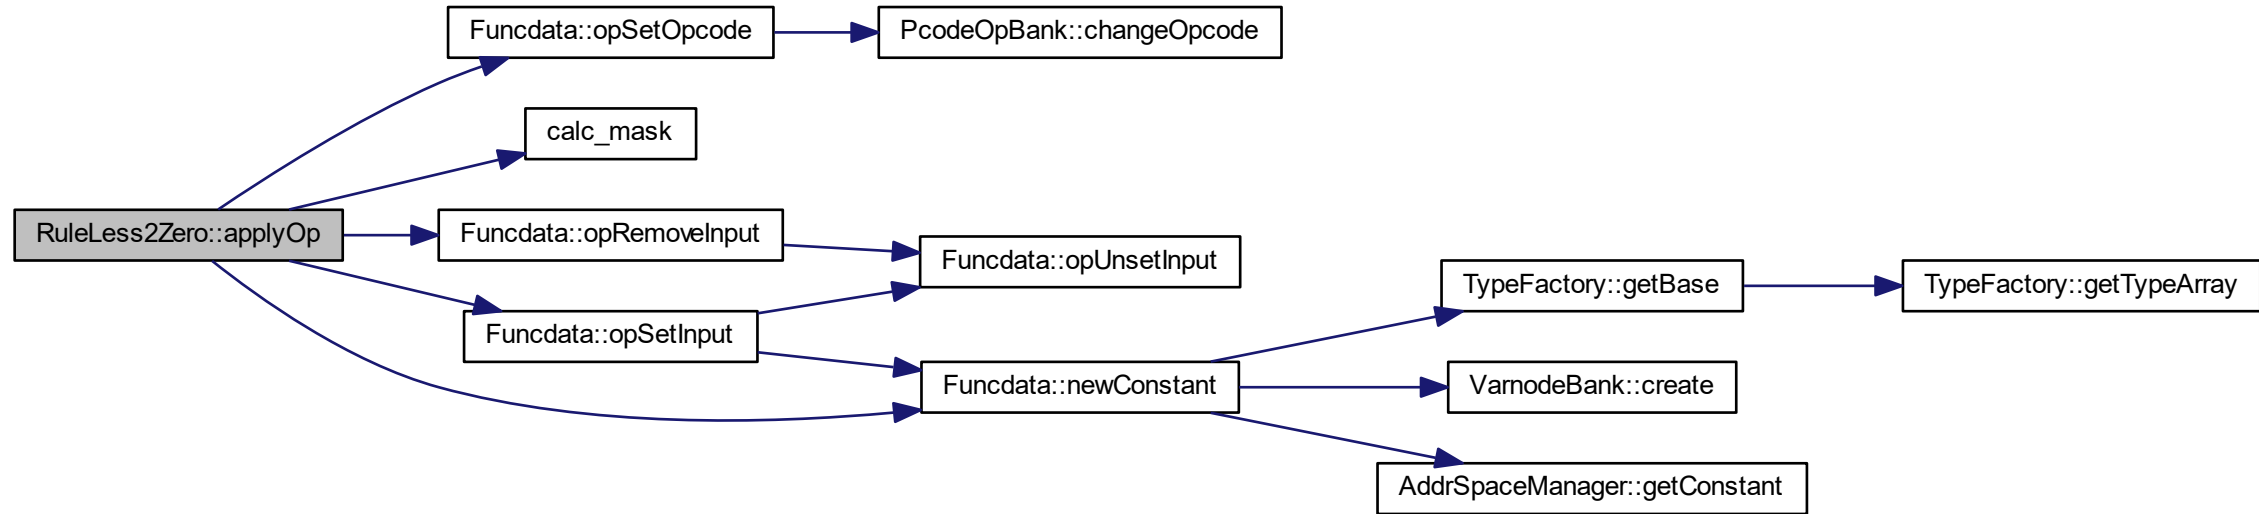 Funcdata::opSetOpcode
PcodeOpBank::changeOpcode
calc_mask
RuleLess2Zero::applyOp
Funcdata::opRemoveInput
Funcdata::opUnsetInput
TypeFactory::getBase
TypeFactory::getTypeArray
Funcdata::opSetInput
Funcdata::newConstant
VarnodeBank::create
AddrSpaceManager::getConstant